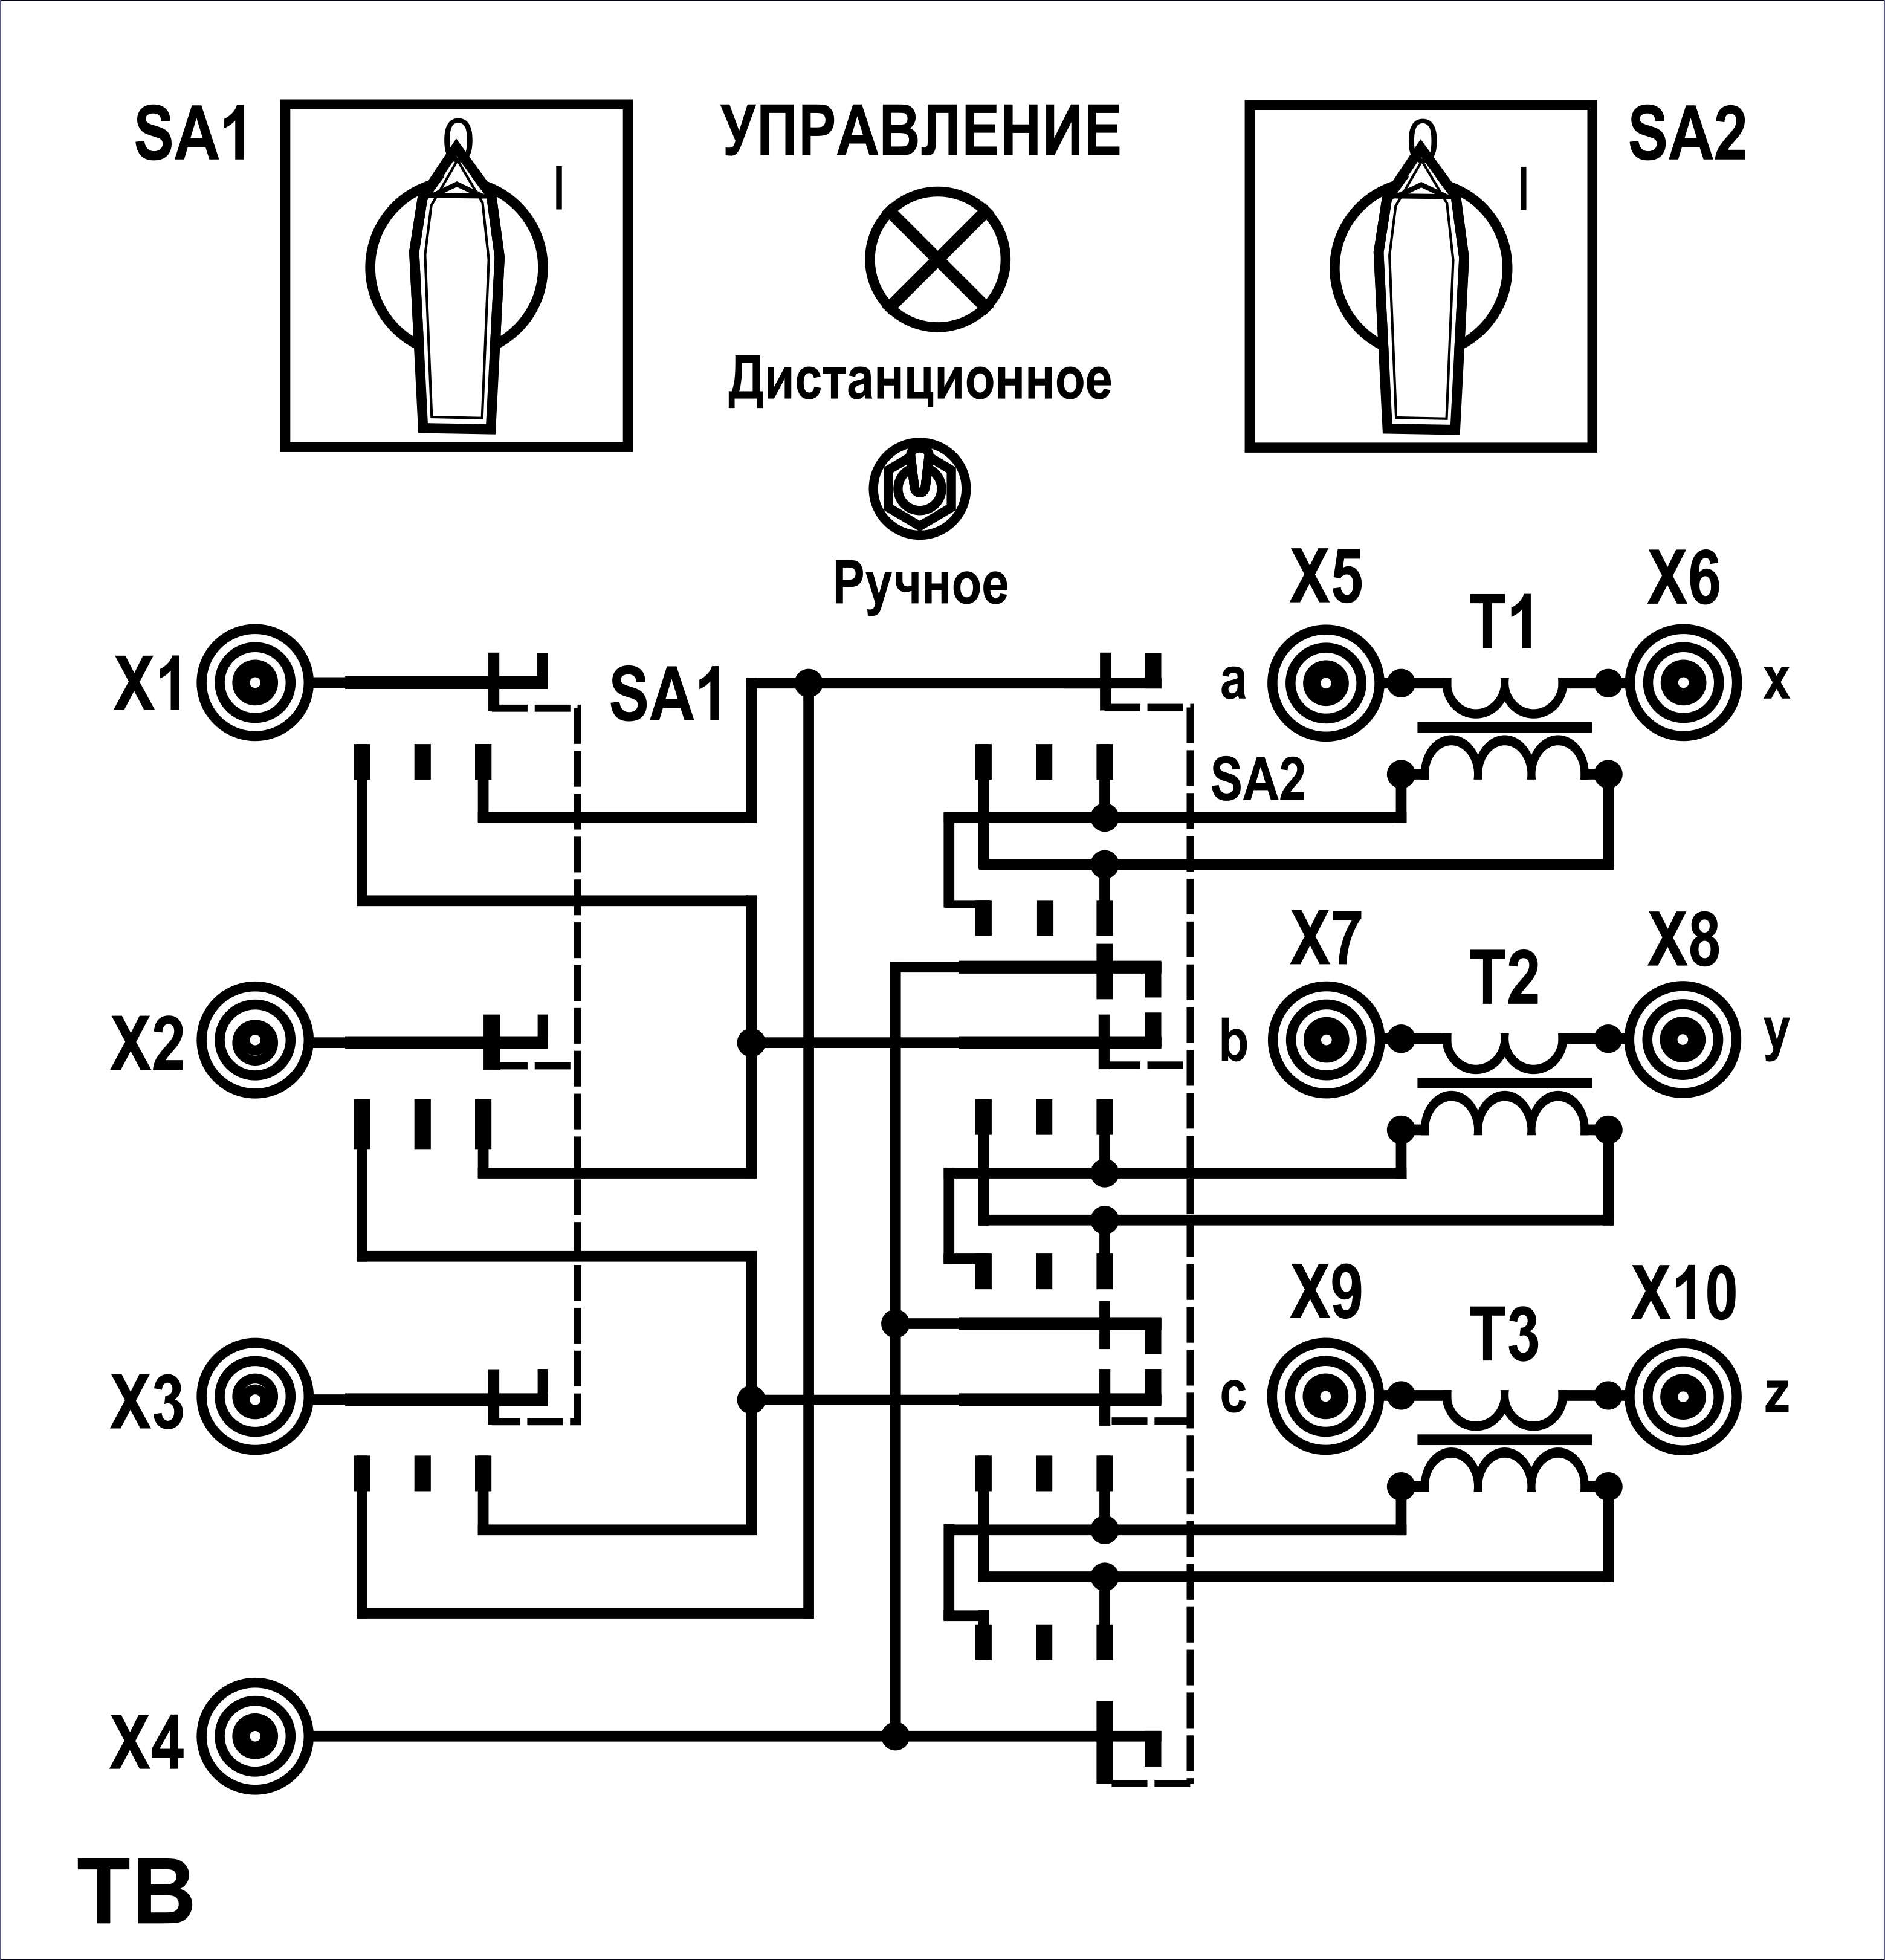 SA1
УПРАВЛЕНИЕ
SA2
0
I
0
I
Дистанционное
Ручное
X5
T1
X6
X1
SA1
a
x
SA2
X7
T2
X8
X2
b
y
X9
T3
X10
X3
c
z
X4
ТВ